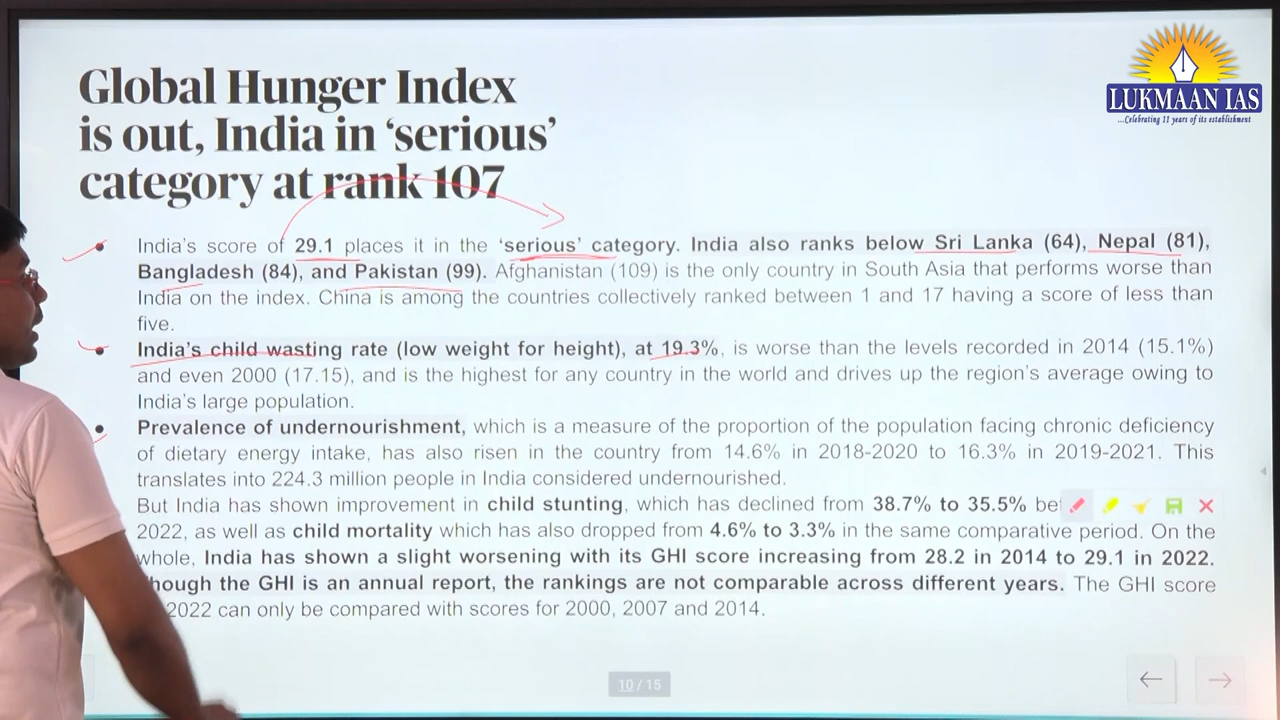 Global Hunger Index
is out, India in ‘serious’
category at rank 107
LUKMAAN IAS
...Celebrating 11 years of its establishment
India’s score of 29.1 places it in the ‘serious’ category. India also ranks below Sri Lanka (64), Nepal (81),
Bangladesh (84), and Pakistan (99). Afghanistan (109) is the only country in South Asia that performs worse than
India on the index. China is among the countries collectively ranked between 1 and 17 having a score of less than
five.
India’s child wasting rate (low weight for height), at 19.3%, is worse than the levels recorded in 2014 (15.1%)
and even 2000 (17.15), and is the highest for any country in the world and drives up the region’s average owing to
India’s large population.
Prevalence of undernourishment, which is a measure of the proportion of the population facing chronic deficiency
of dietary energy intake, has also risen in the country from 14.6% in 2018-2020 to 16.3% in 2019-2021. This
translates into 224.3 million people in India considered undernourished.
But India has shown improvement in child stunting, which has declined from 38.7% to 35.5%
2022, as well as child mortality which has also dropped from 4.6% to 3.3% in the same comparative period. On the
whole, India has shown a slight worsening with its GHI score increasing from 28.2 in 2014 to 29.1 in 2022.
the GHI is an annual report, the rankings are not comparable across different years. The GHI score
2022 can only be compared with scores for 2000, 2007 and 2014.
10 / 15